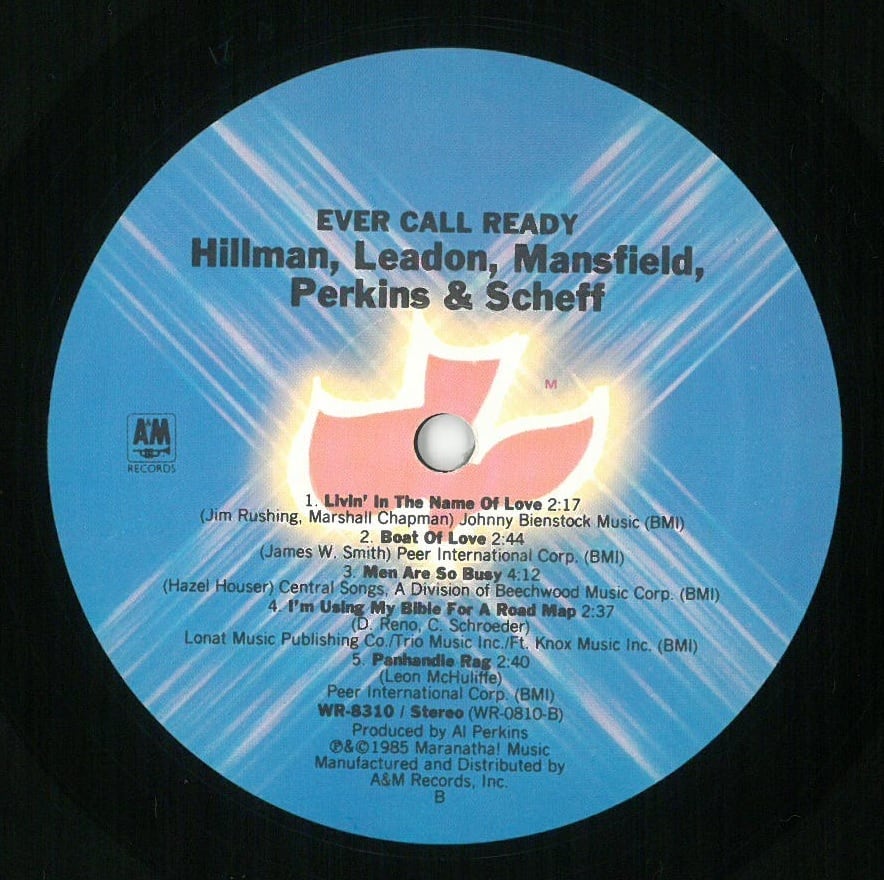 EVER CALL READY
Hillman, Leadon, Mansfield,
Perkins & Scheff
M
A&M
RECORDS
1. Livin' In The Name Of Love 2:17
(Jim Rushing, Marshall Chapman) Johnny Bienstock Music (BMI)
2. Boat Of Love 2:44
(James W. Smith) Peer International Corp. (BMI)
3. Men Are So Busy 4:12
(Hazel Houser) Central Songs, A Division of Beechwood Music Corp. (BMI)
4. I'm Using My Bible For A Road Map 2:37
(D. Reno, C. Schroeder)
Lonat Music Publishing Co./Trio Music Inc./Ft. Knox Music Inc. (BMI)
5. Panhandle Rag 2:40
(Leon McHuliffe)
Peer International Corp. (BMI)
WR-8310 / Stereo (WR-0810-B)
Produced by Al Perkins
℗&©1985 Maranatha! Music
Manufactured and Distributed by
A&M Records, Inc.
B